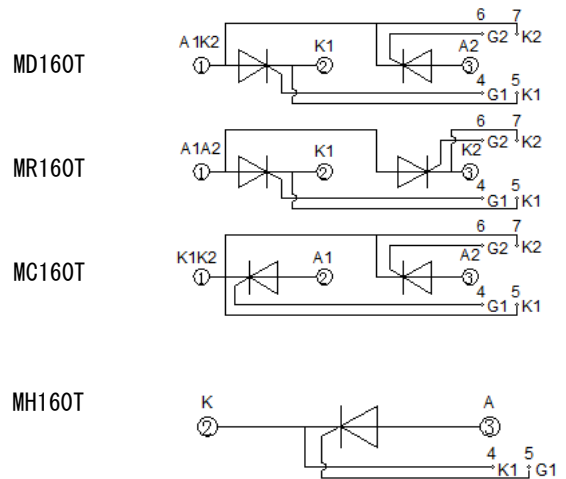 6 7
A1K2 K1 A2 G2 K2
MD160T ① ② ③
4 5
G1 K1
6 7
A1A2 K1 K2 G2 K2
MR160T ① ② ③
4 5
G1 K1
6 7
K1K2 A1 A2 G2 K2
MC160T ① ② ③
4 5
G1 K1
MH160T K A
② ③
4 5
K1 G1